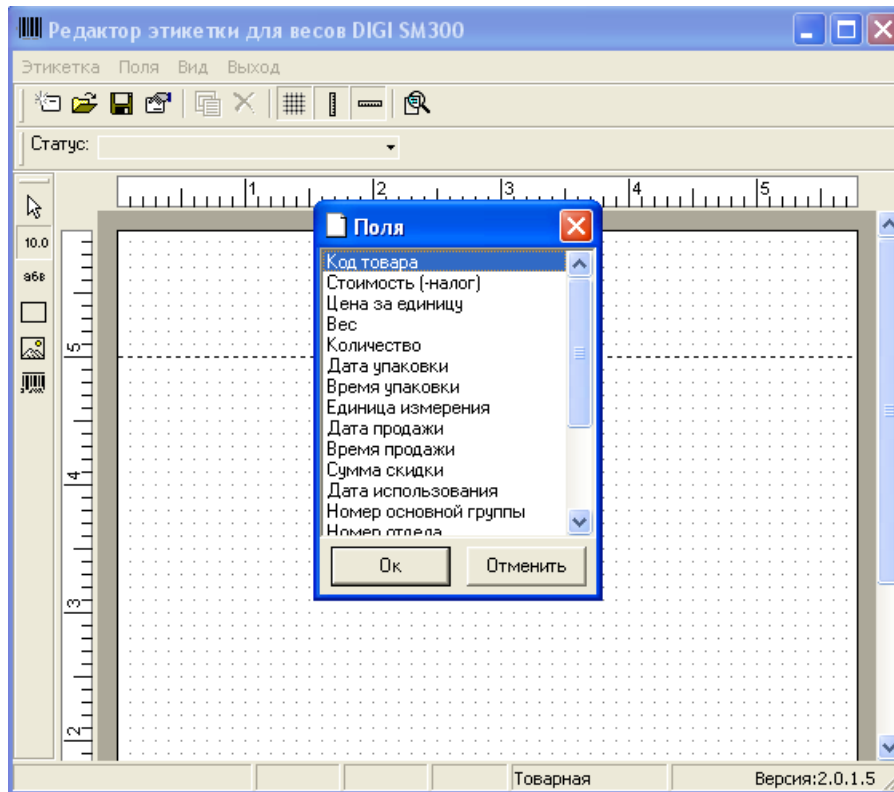 Редактор этикетки для весов DIGI SM300
Этикетка Поля Вид Выход
Статус:
1 2 3 4 5
10.0
абв
5
4
3
2
Поля
Код товара
Стоимость (-налог)
Цена за единицу
Вес
Количество
Дата упаковки
Время упаковки
Единица измерения
Дата продажи
Время продажи
Сумма скидки
Дата использования
Номер основной группы
Номер отдела
Ок Отменить
Товарная Версия:2.0.1.5